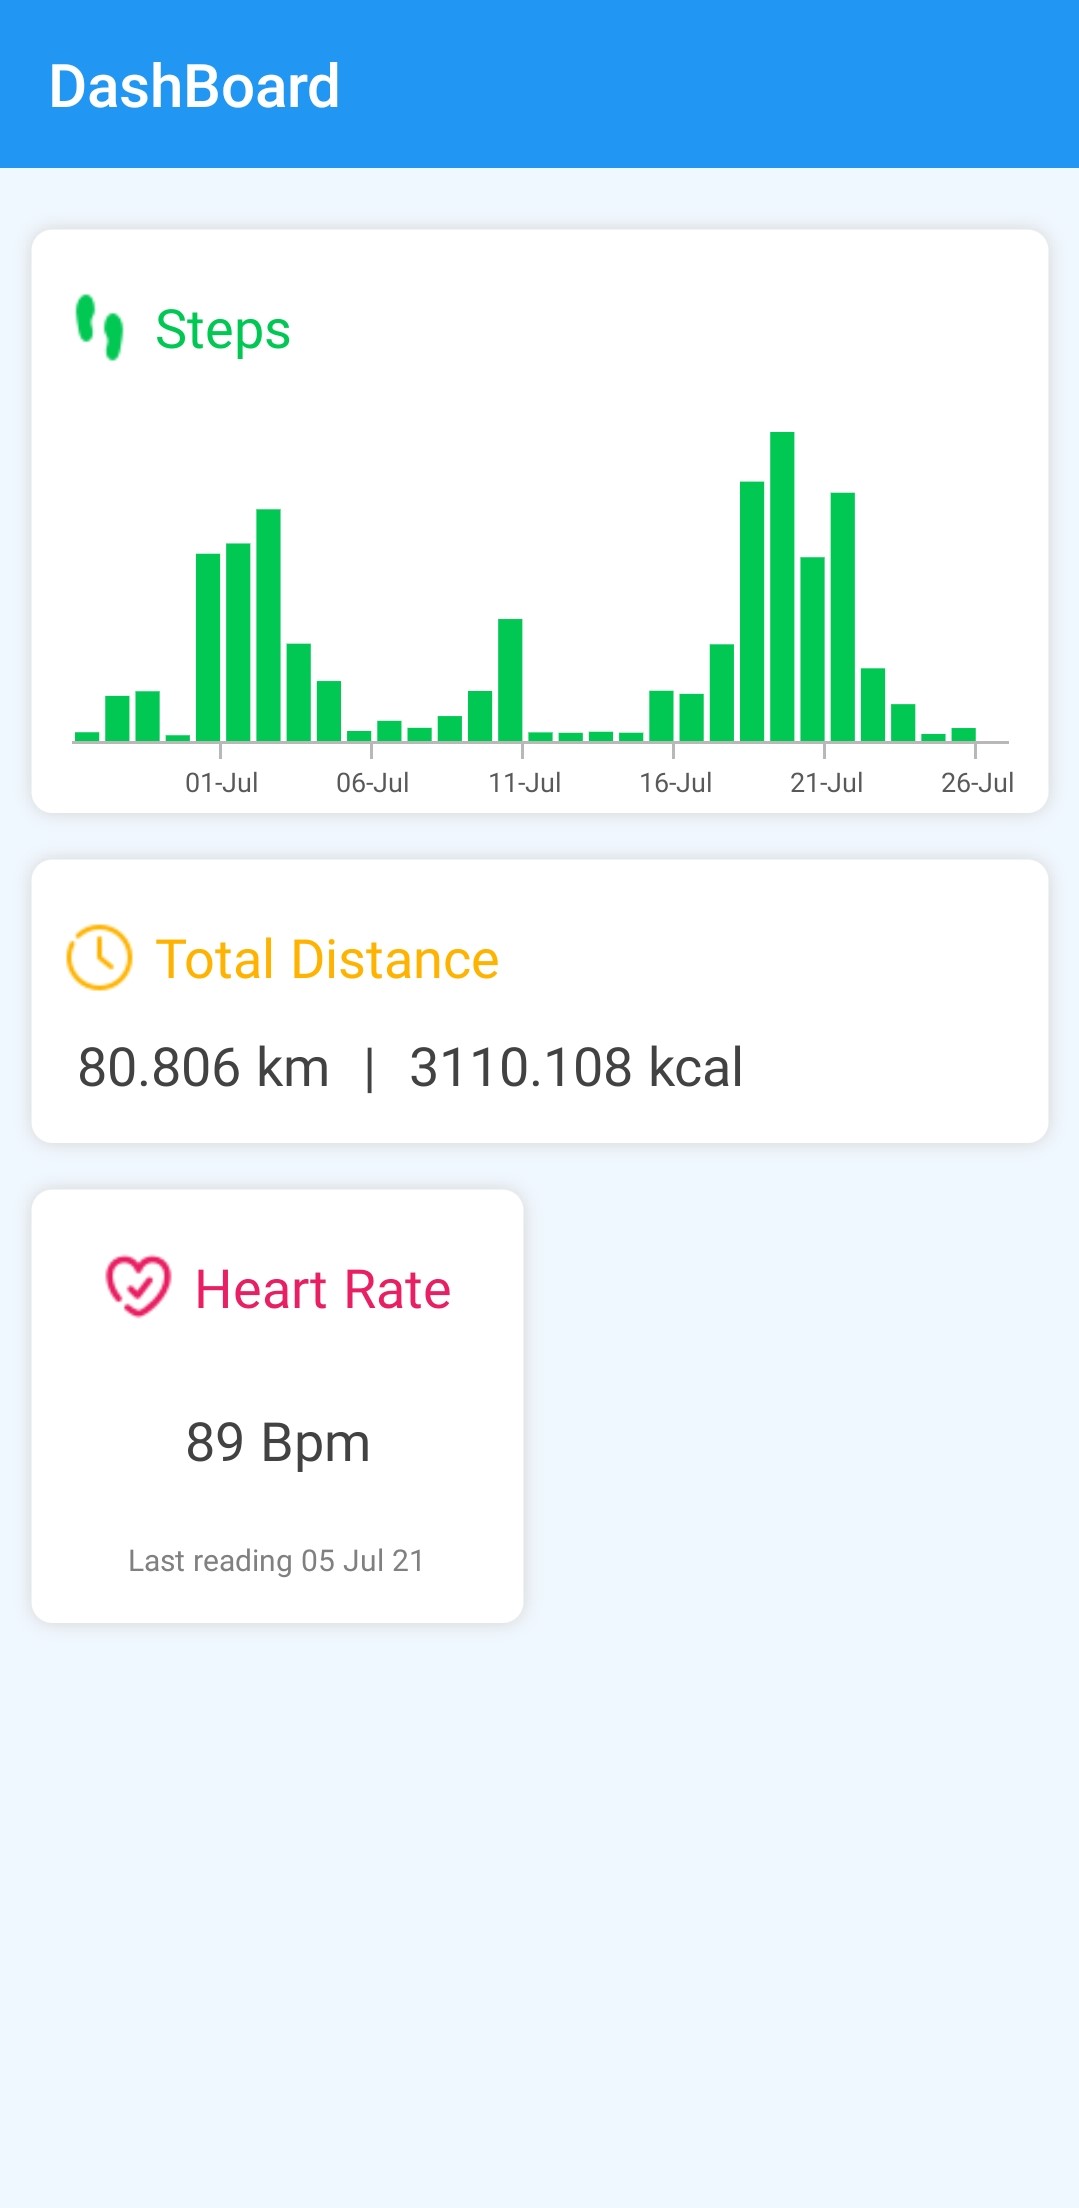 DashBoard
Steps
01-Jul 06-Jul 11-Jul 16-Jul 21-Jul 26-Jul
Total Distance
80.806 km | 3110.108 kcal
Heart Rate
89 Bpm
Last reading 05 Jul 21